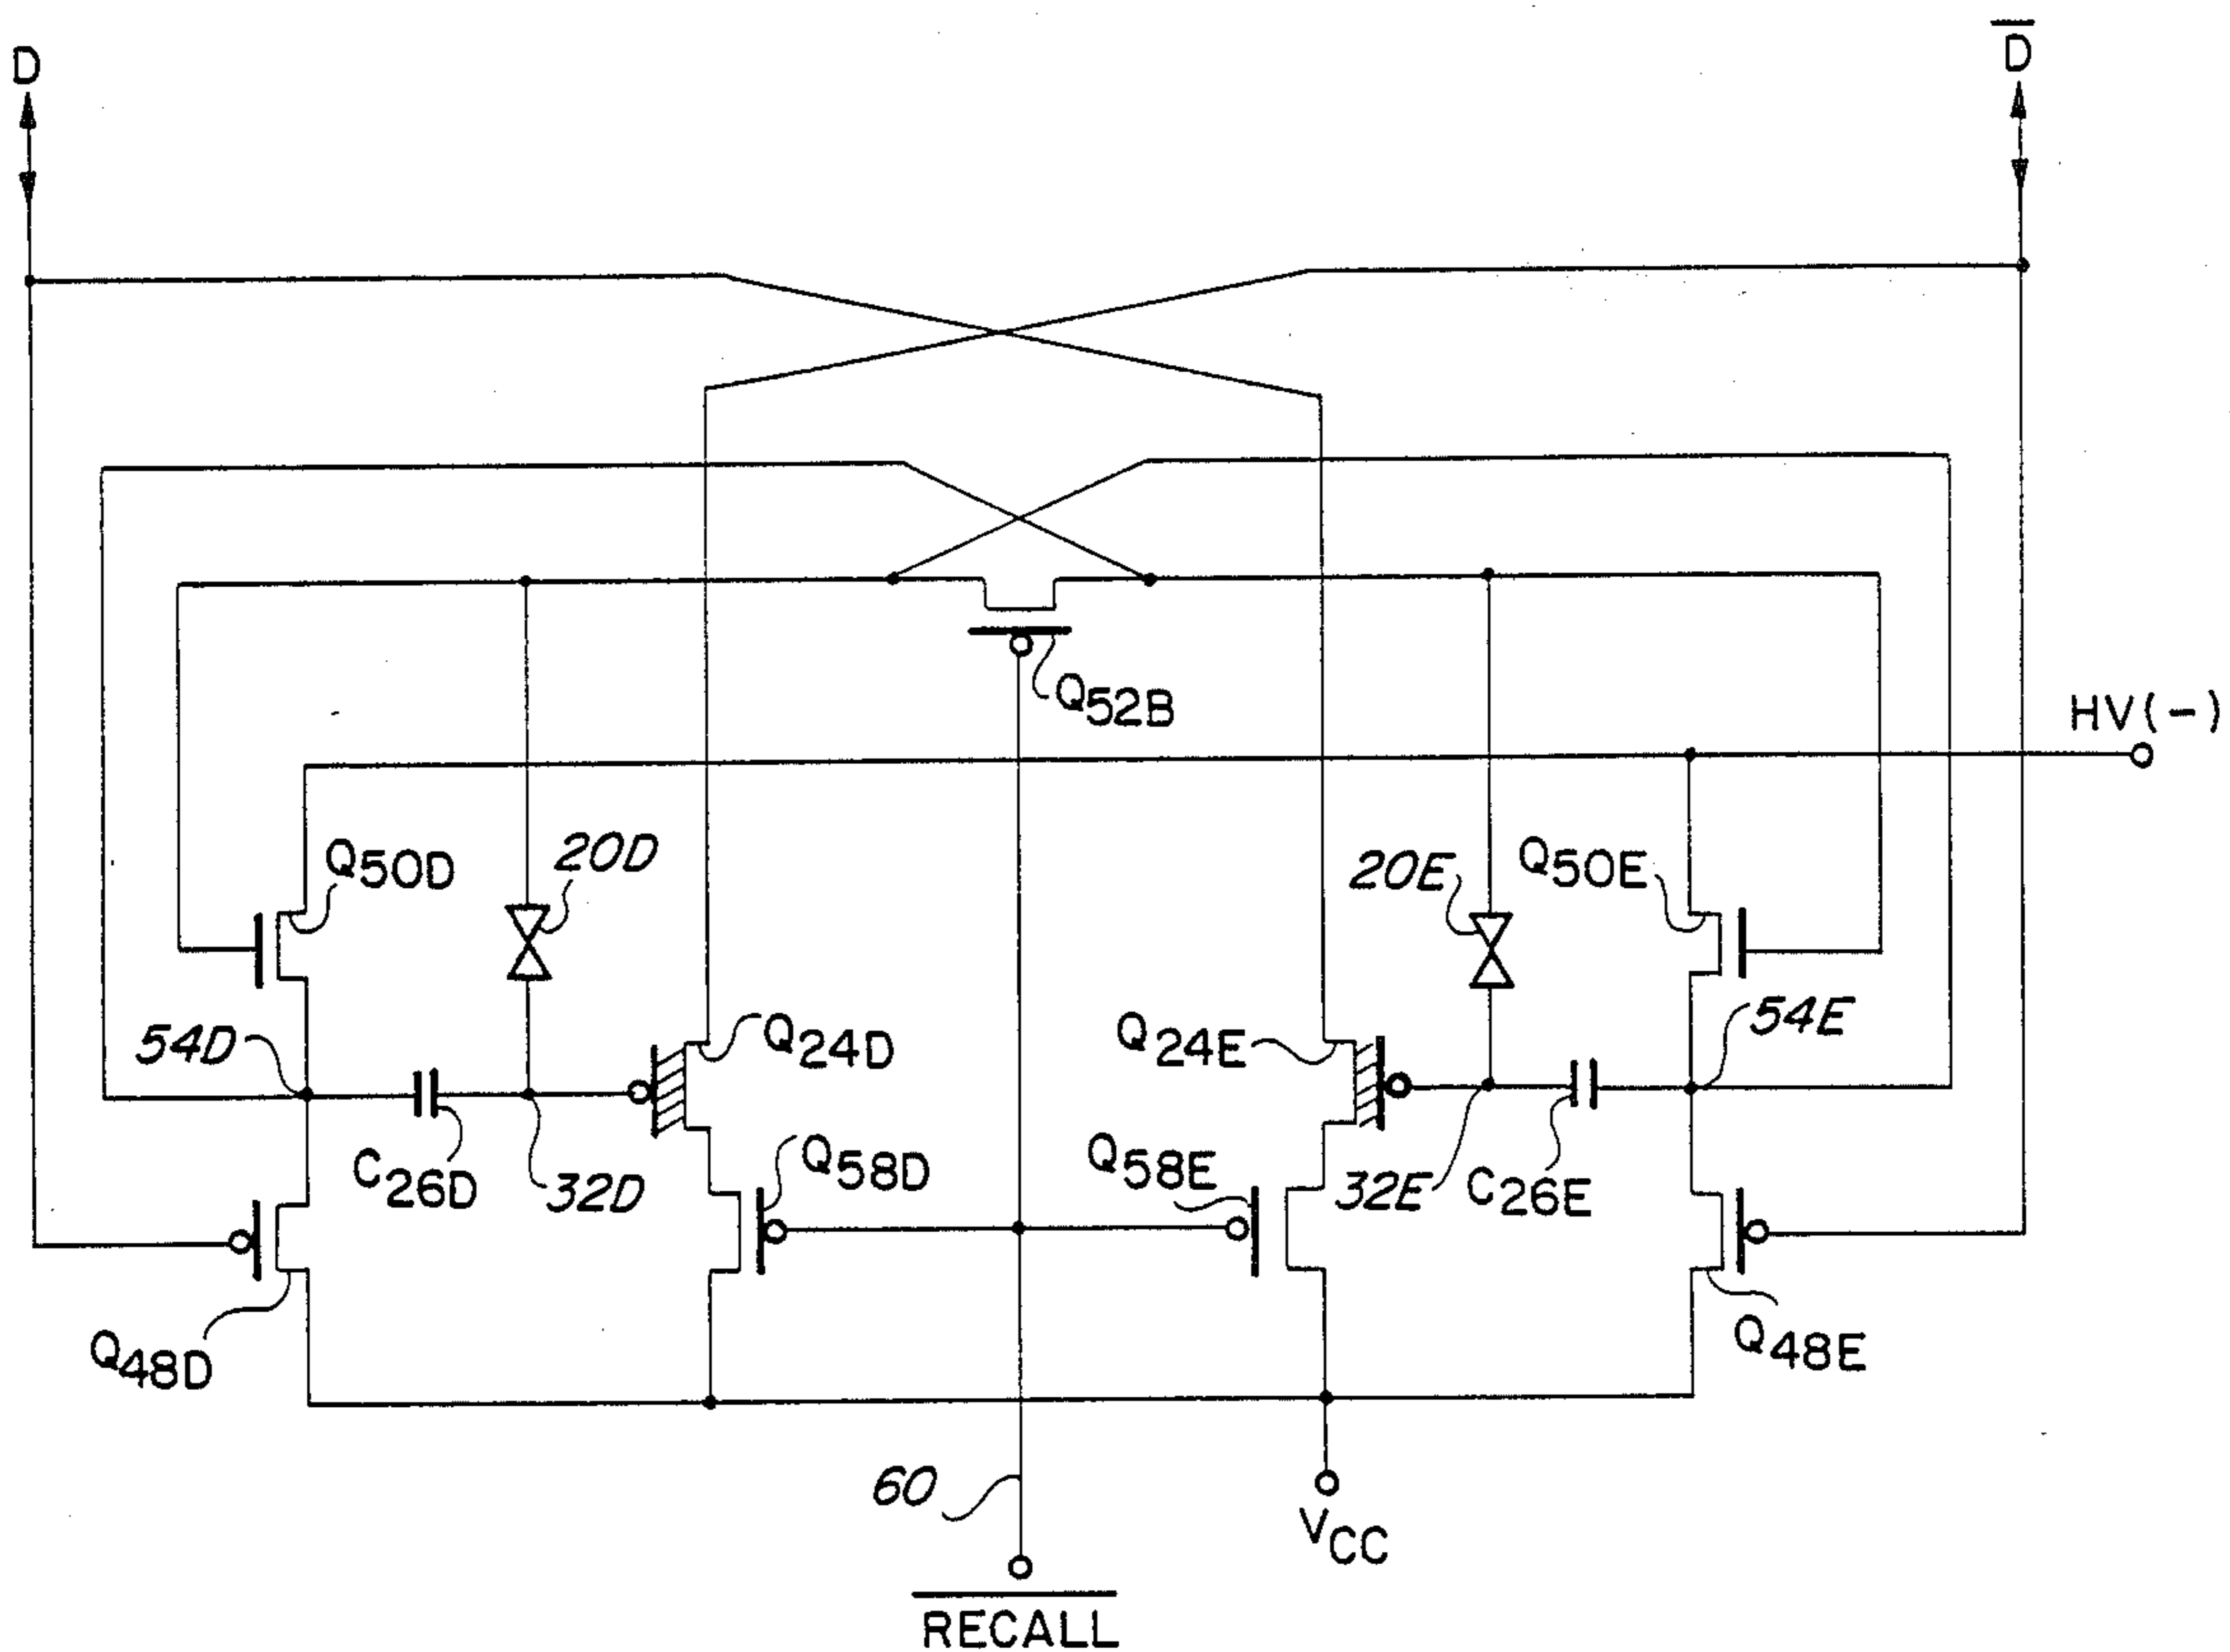 D
D̅
Q52B
HV(-)
Q50D
20D
20E
Q50E
54D
Q24D
Q24E
54E
C26D
32D
Q58D
Q58E
32E
C26E
Q48D
Q48E
60
VCC
R̅E̅C̅A̅L̅L̅